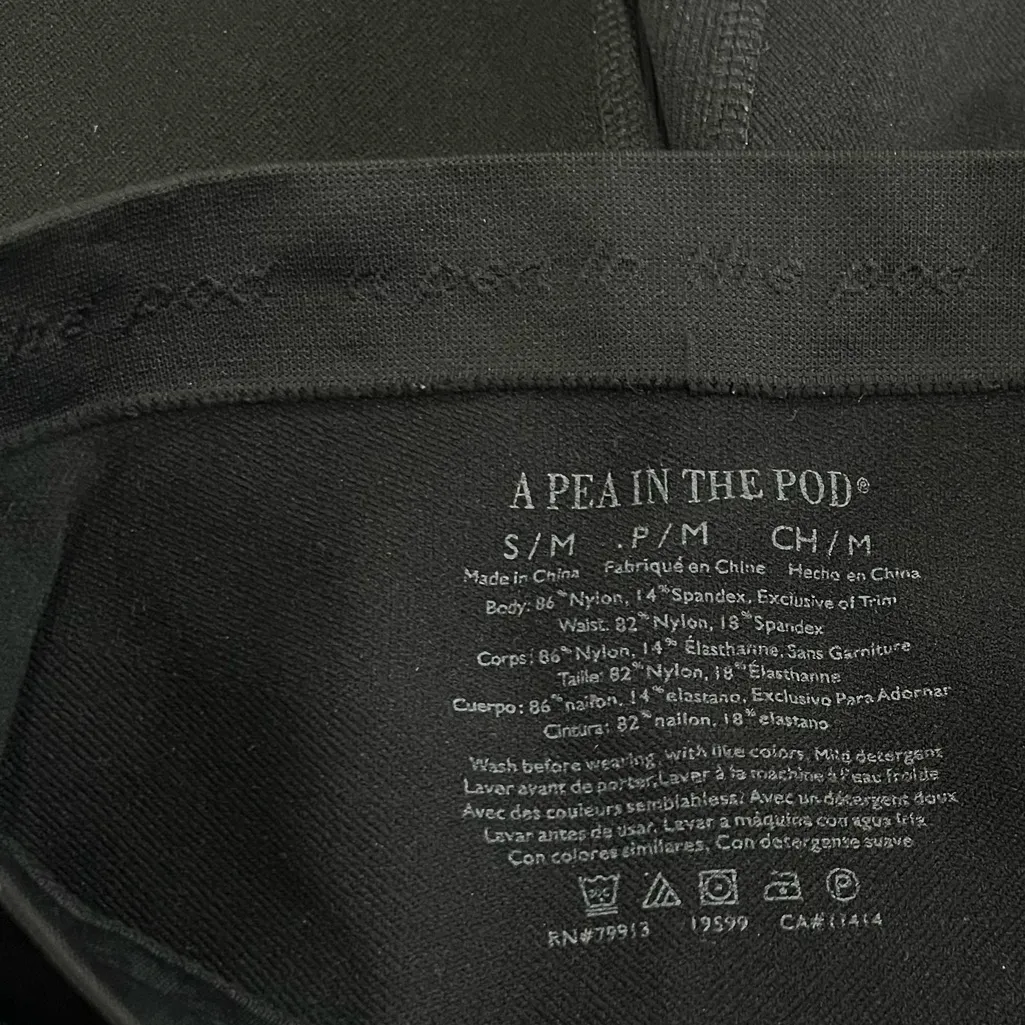 the pod a pea in the pod
A PEA IN THE POD®
S/M .P/M CH/M
Made in China Fabriqué en Chine Hecho en China
Body: 86% Nylon, 14% Spandex, Exclusive of Trim
Waist: 82% Nylon, 18% Spandex
Corps: 86% Nylon, 14% Élasthanne, Sans Garniture
Taille: 82% Nylon, 18% Élasthanne
Cuerpo: 86% nailon, 14% elastano, Exclusivo Para Adornar
Cintura: 82% nailon, 18% elastano
Wash before wearing, with like colors, Mild detergent
Laver avant de porter. Laver à la machine à l'eau froide
Avec des couleurs semblabless? Avec un détergent doux
Lavar antes de usar, Lavar a máquina con agua fria
Con colores similares, Con detergente suave
P
RN#79913 19599 CA#11414